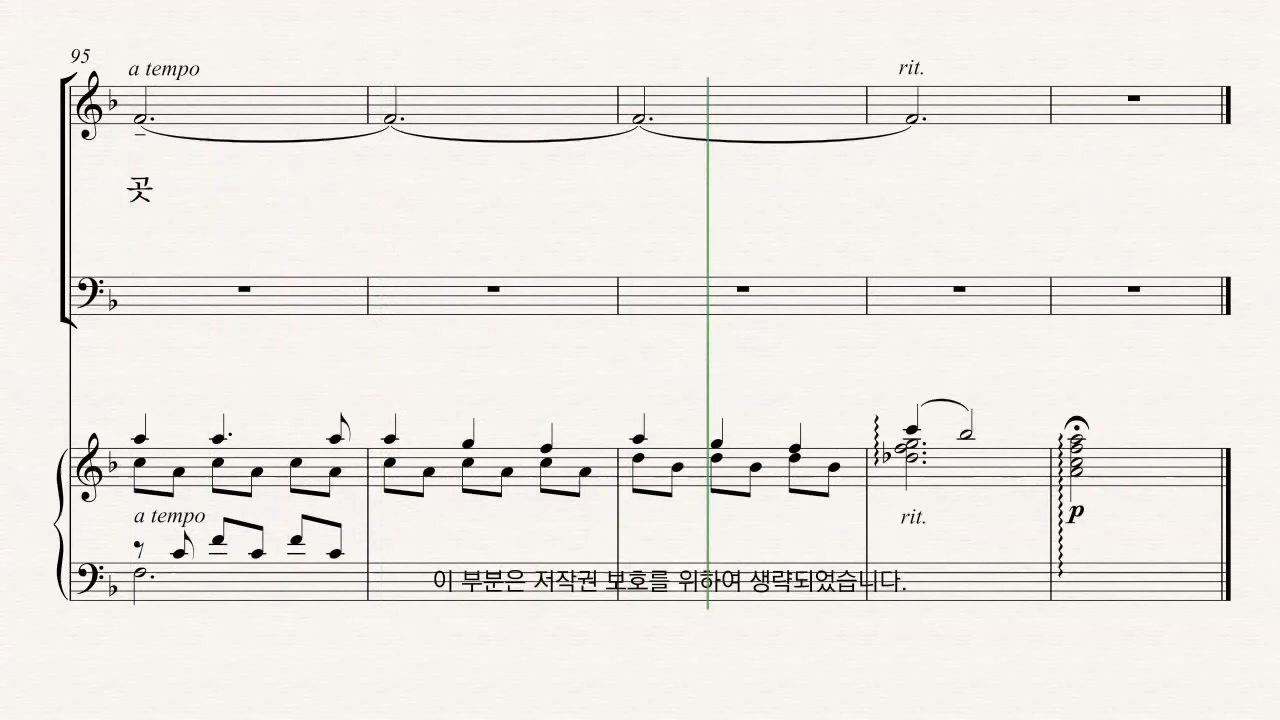 95
a tempo
rit.
곳
a tempo
rit.
p
이 부분은 저작권 보호를 위하여 생략되었습니다.